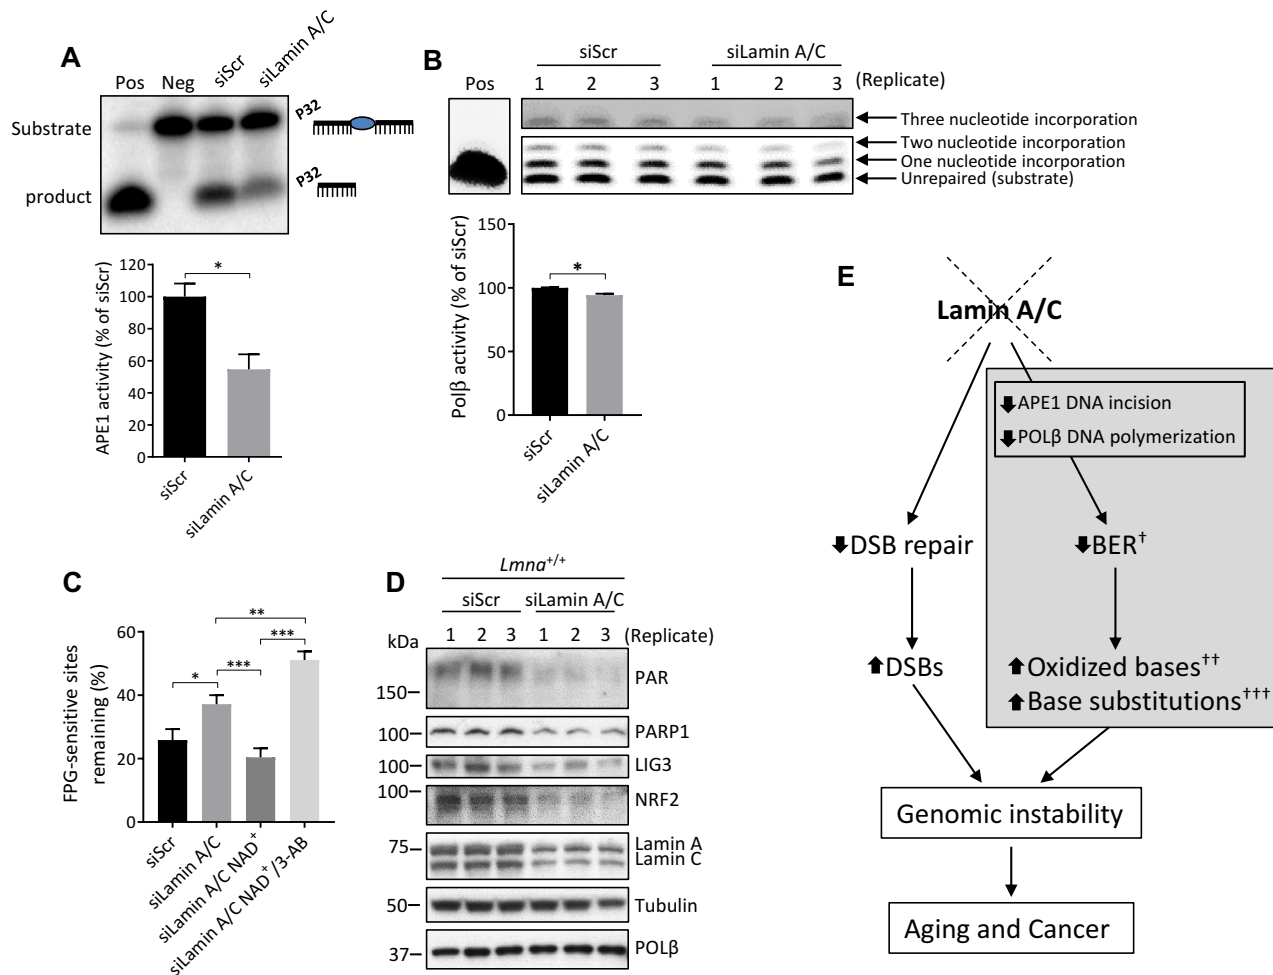 A
Pos Neg siScr siLamin A/C
Substrate
product
P32
P32
APE1 activity (% of siScr)
120
100
80
60
40
20
0
*
siScr
siLamin A/C
B
siScr siLamin A/C
Pos 1 2 3 1 2 3 (Replicate)
Three nucleotide incorporation
Two nucleotide incorporation
One nucleotide incorporation
Unrepaired (substrate)
Polβ activity (% of siScr)
150
100
50
0
*
siScr
siLamin A/C
C
FPG-sensitive sites
remaining (%)
60
40
20
0
**
***
* ***
siScr
siLamin A/C
siLamin A/C NAD⁺
siLamin A/C NAD⁺/3-AB
D
Lmna⁺/⁺
siScr siLamin A/C
kDa 1 2 3 1 2 3 (Replicate)
PAR
150
100 PARP1
100 LIG3
100 NRF2
75 Lamin A
Lamin C
50 Tubulin
37 POLβ
E
Lamin A/C
🡇APE1 DNA incision
🡇POLβ DNA polymerization
🡇DSB repair 🡇BER†
🡅DSBs 🡅Oxidized bases††
🡅Base substitutions†††
Genomic instability
Aging and Cancer